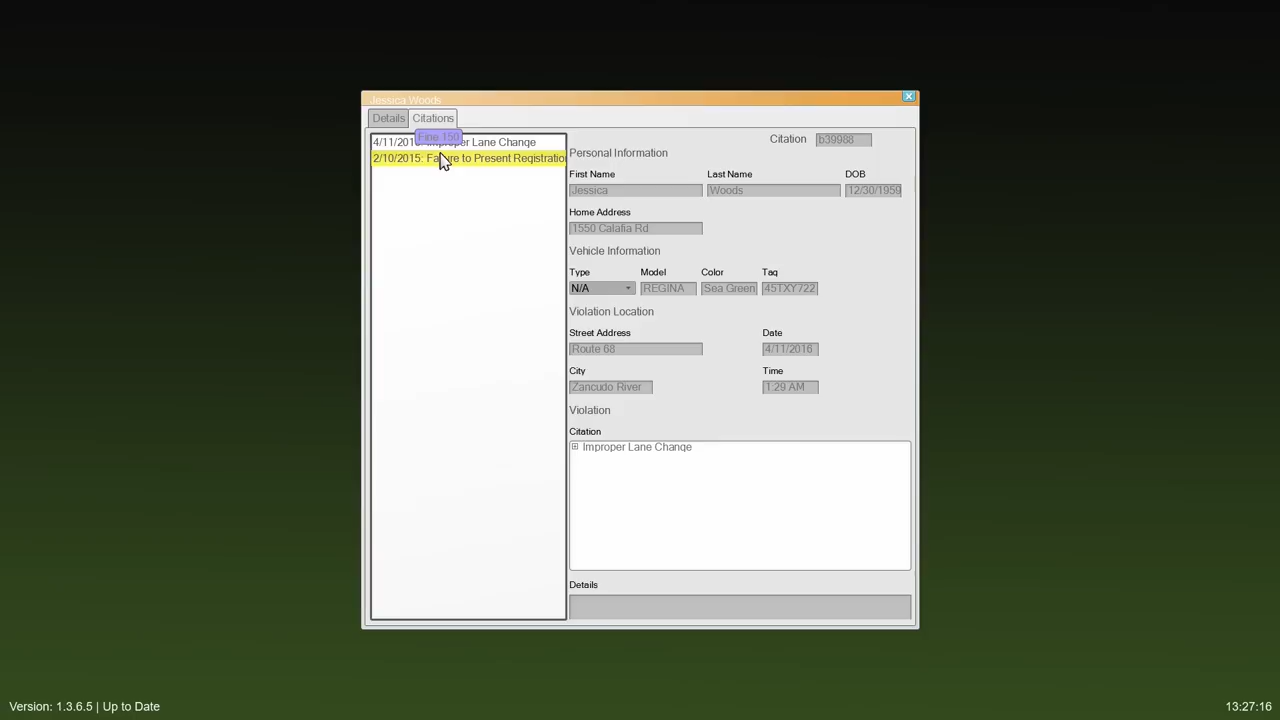 Jessica Woods
Details Citations
Fine 150
4/11/2016: Improper Lane Change
2/10/2015: Failure to Present Registration
Citation b39988
Personal Information
First Name Last Name DOB
Jessica Woods 12/30/1959
Home Address
1550 Calafia Rd
Vehicle Information
Type Model Color Tag
N/A REGINA Sea Green 45TXY722
Violation Location
Street Address Date
Route 68 4/11/2016
City Time
Zancudo River 1:29 AM
Violation
Citation
Improper Lane Change
Details
Version: 1.3.6.5 | Up to Date
13:27:16